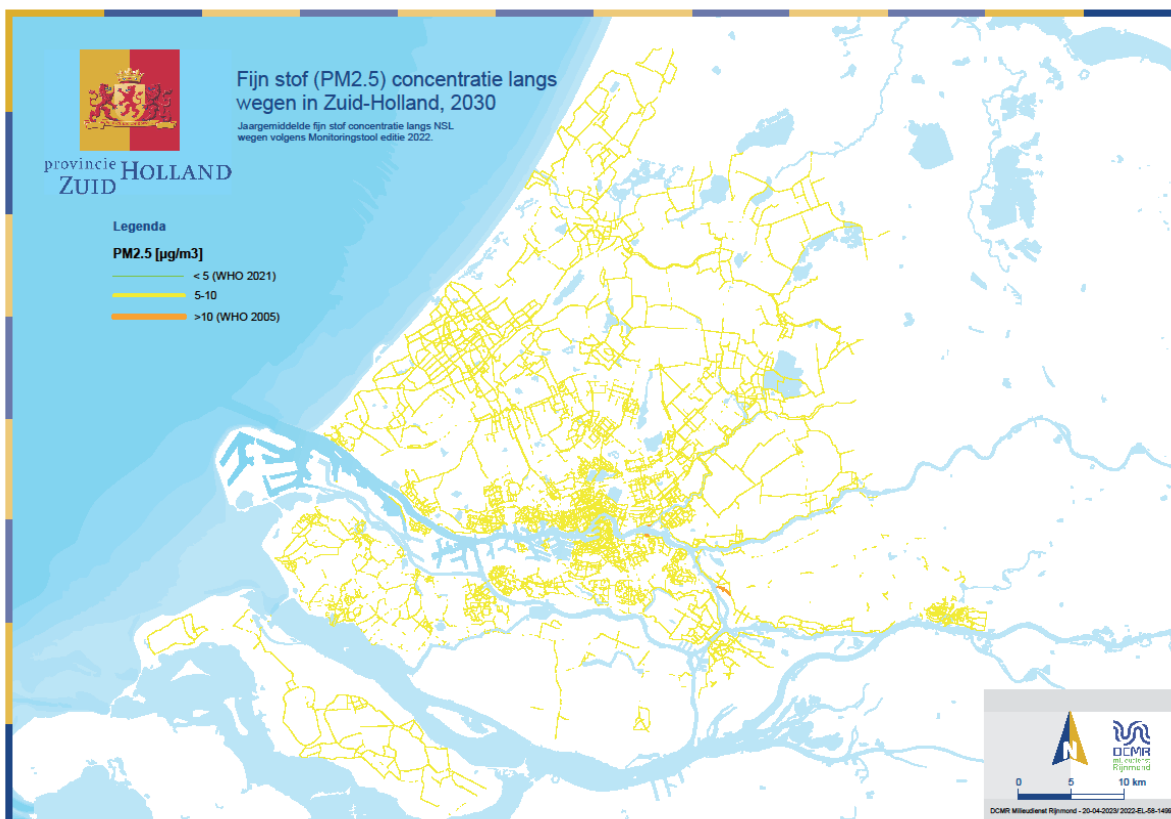 Fijn stof (PM2.5) concentratie langs
wegen in Zuid-Holland, 2030
Jaargemiddelde fijn stof concentratie langs NSL
wegen volgens Monitoringstool editie 2022.
provincie
ZUID HOLLAND
Legenda
PM2.5 [µg/m3]
< 5 (WHO 2021)
5-10
>10 (WHO 2005)
N
DCMR
milieudienst
Rijnmond
0 5 10 km
DCMR Milieudienst Rijnmond - 20-04-2023/ 2022-EL-58-1496